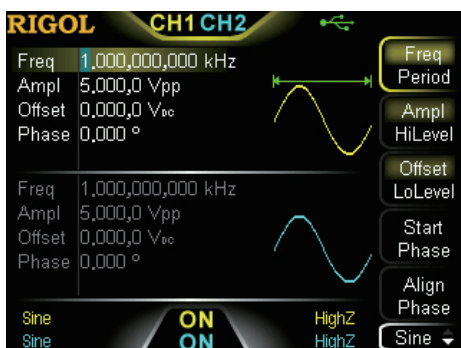 RIGOL CH1 CH2
Freq 1.000,000,000 kHz
Ampl 5.000,0 Vpp
Offset 0.000,0 VDC
Phase 0.000 °
Freq 1.000,000,000 kHz
Ampl 5.000,0 Vpp
Offset 0.000,0 VDC
Phase 0.000 °
Sine ON HighZ
Sine ON HighZ
Freq
Period
Ampl
HiLevel
Offset
LoLevel
Start
Phase
Align
Phase
Sine